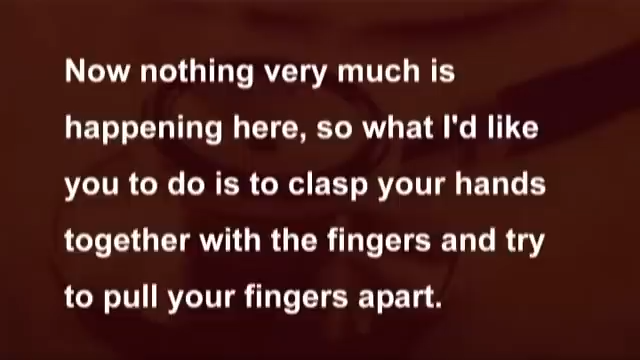 Now nothing very much is
happening here, so what I'd like
you to do is to clasp your hands
together with the fingers and try
to pull your fingers apart.